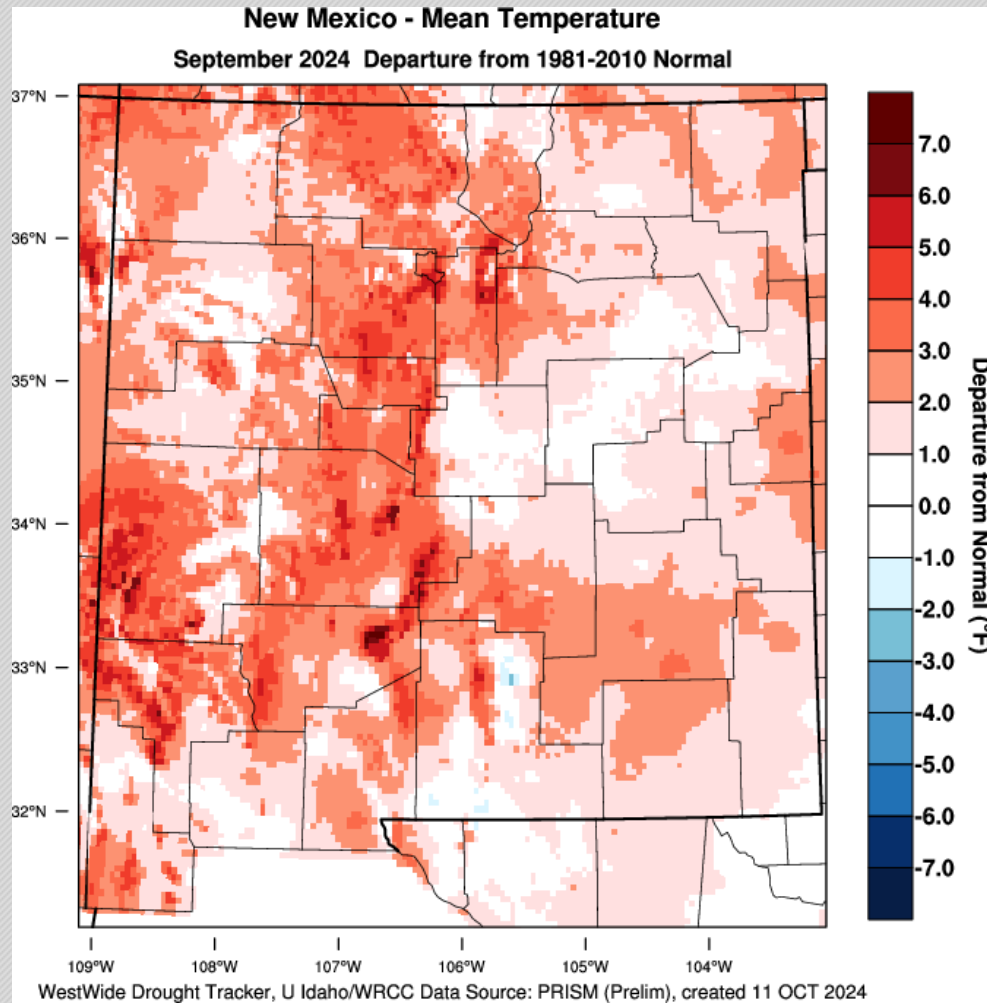 New Mexico - Mean Temperature
September 2024 Departure from 1981-2010 Normal
37°N
36°N
35°N
34°N
33°N
32°N
109°W
108°W
107°W
106°W
105°W
104°W
7.0
6.0
5.0
4.0
3.0
2.0
1.0
0.0
-1.0
-2.0
-3.0
-4.0
-5.0
-6.0
-7.0
Departure from Normal (°F)
WestWide Drought Tracker, U Idaho/WRCC Data Source: PRISM (Prelim), created 11 OCT 2024